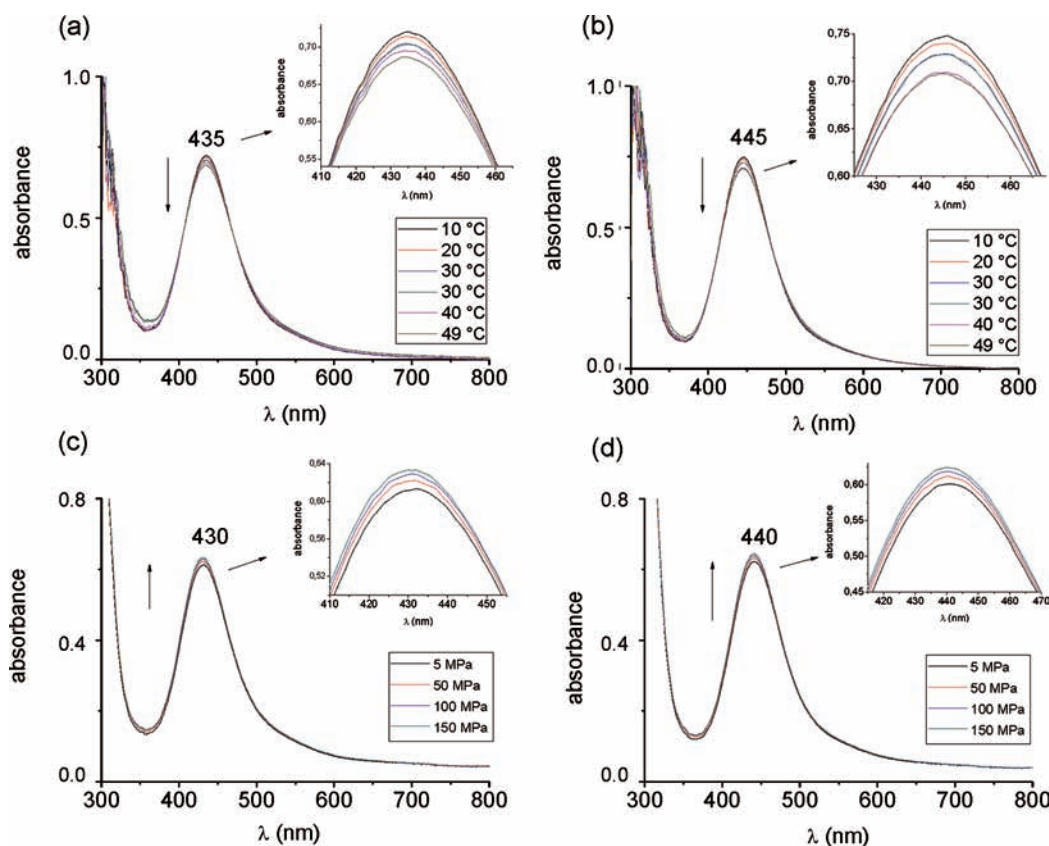 (a)
absorbance
1.0
0.5
0.0
300 400 500 600 700 800
λ (nm)
435
absorbance
0,70
0,65
0,60
0,55
410 420 430 440 450 460
λ (nm)
10 °C
20 °C
30 °C
30 °C
40 °C
49 °C
(b)
absorbance
1.0
0.5
0.0
300 400 500 600 700 800
λ (nm)
445
absorbance
0,75
0,70
0,65
0,60
430 440 450 460
λ (nm)
10 °C
20 °C
30 °C
30 °C
40 °C
49 °C
(c)
absorbance
0.8
0.4
0.0
300 400 500 600 700 800
λ (nm)
430
absorbance
0,64
0,60
0,56
0,52
410 420 430 440 450
λ (nm)
5 MPa
50 MPa
100 MPa
150 MPa
(d)
absorbance
0.8
0.4
0.0
300 400 500 600 700 800
λ (nm)
440
absorbance
0,60
0,55
0,50
0,45
420 430 440 450 460 470
λ (nm)
5 MPa
50 MPa
100 MPa
150 MPa